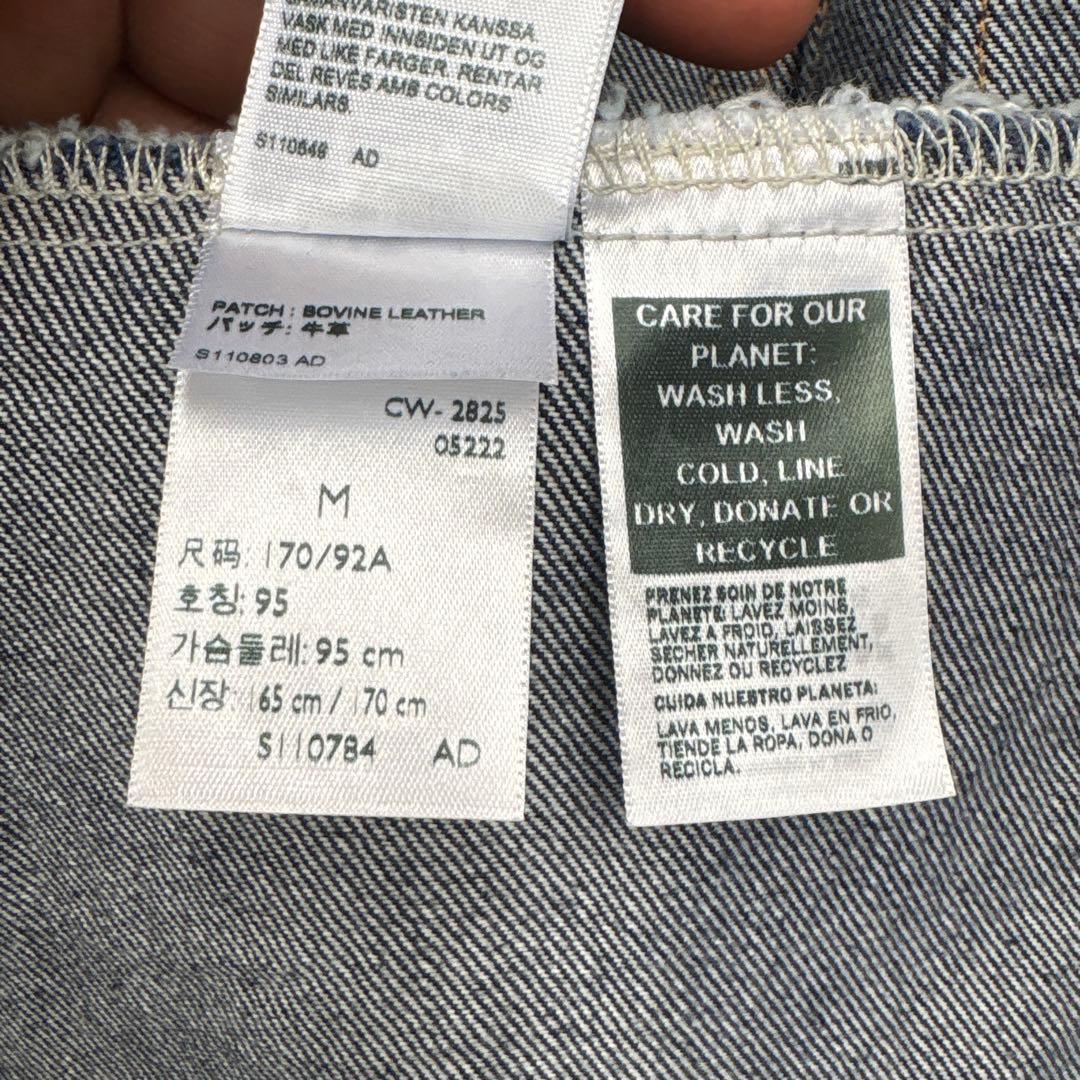 VASK MED INNSIDEN UT OG
MED LIKE FARGER. RENTAR
DEL REVÉS AMB COLORS
SIMILARS.
S110548 AD
PATCH : BOVINE LEATHER
パッチ: 牛革
S110803 AD
CW- 2825
05222
M
尺码: 170/92A
호칭: 95
가슴둘레: 95 cm
신장: 165 cm / 170 cm
S110784 AD
CARE FOR OUR
PLANET:
WASH LESS,
WASH
COLD, LINE
DRY, DONATE OR
RECYCLE
PRENEZ SOIN DE NOTRE
PLANÈTE: LAVEZ MOINS,
LAVEZ À FROID, LAISSEZ
SÉCHER NATURELLEMENT,
DONNEZ OU RECYCLEZ
CUIDA NUESTRO PLANETA:
LAVA MENOS, LAVA EN FRIO,
TIENDE LA ROPA, DONA O
RECICLA.